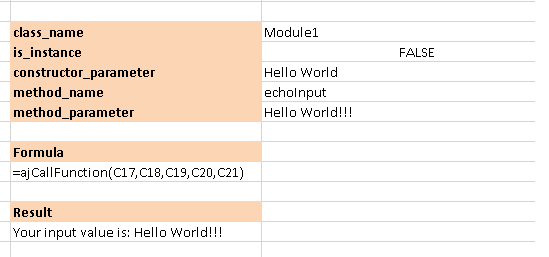 class_name Module1
is_instance FALSE
constructor_parameter Hello World
method_name echoInput
method_parameter Hello World!!!
Formula
=ajCallFunction(C17,C18,C19,C20,C21)
Result
Your input value is: Hello World!!!